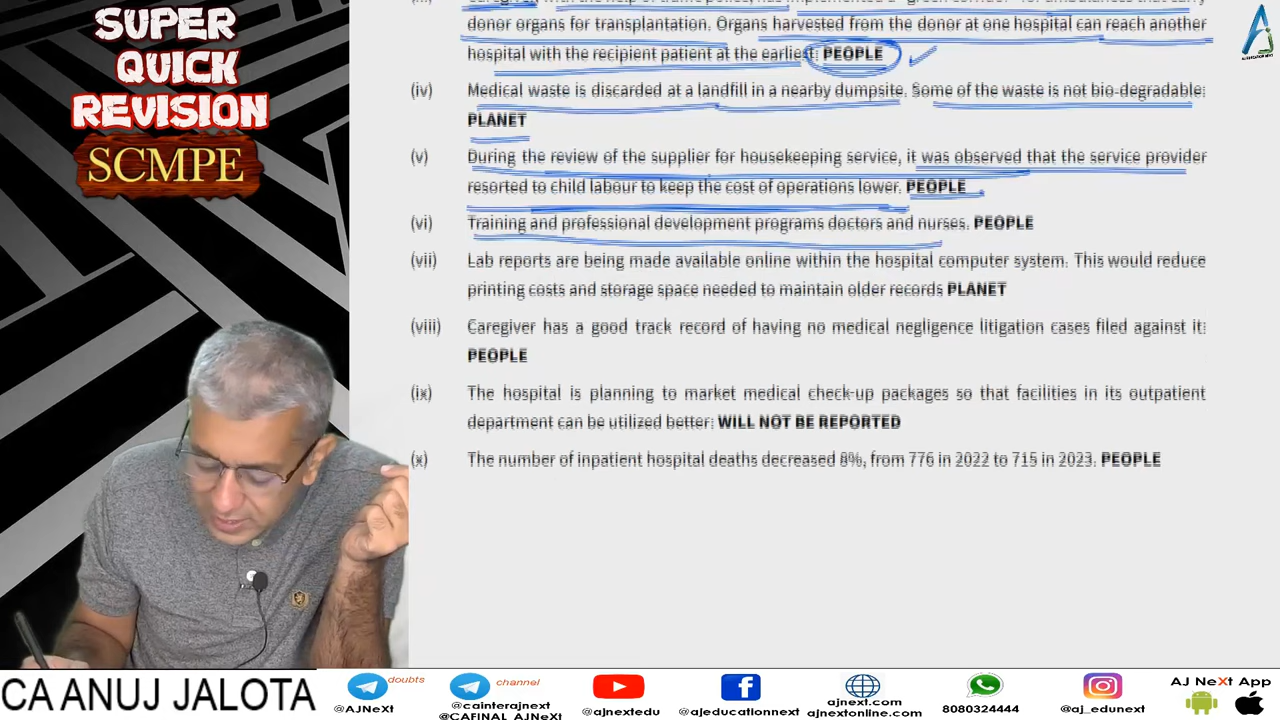 SUPER
QUICK
REVISION
SCMPE
donor organs for transplantation. Organs harvested from the donor at one hospital can reach another
hospital with the recipient patient at the earliest: PEOPLE
(iv) Medical waste is discarded at a landfill in a nearby dumpsite. Some of the waste is not bio-degradable:
PLANET
(v) During the review of the supplier for housekeeping service, it was observed that the service provider
resorted to child labour to keep the cost of operations lower. PEOPLE
(vi) Training and professional development programs doctors and nurses. PEOPLE
(vii) Lab reports are being made available online within the hospital computer system. This would reduce
printing costs and storage space needed to maintain older records PLANET
(viii) Caregiver has a good track record of having no medical negligence litigation cases filed against it:
PEOPLE
(ix) The hospital is planning to market medical check-up packages so that facilities in its outpatient
department can be utilized better: WILL NOT BE REPORTED
(x) The number of inpatient hospital deaths decreased 8%, from 776 in 2022 to 715 in 2023. PEOPLE
CA ANUJ JALOTA
doubts
@AJNeXt
channel
@cainterajnext
@CAFINAL_AJNeXt
@ajnextedu
@ajeducationnext
ajnext.com
ajnextonline.com
8080324444
@aj_edunext
AJ NeXt App